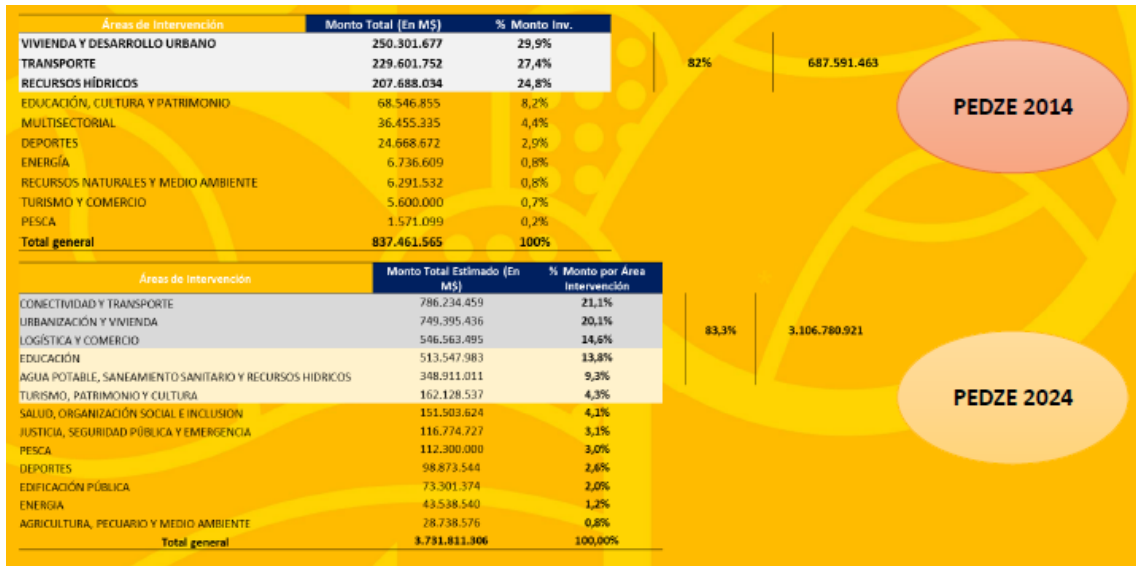 Áreas de Intervención Monto Total (En M$) % Monto Inv.
VIVIENDA Y DESARROLLO URBANO 250.301.677 29,9%
TRANSPORTE 229.601.752 27,4%
RECURSOS HÍDRICOS 207.688.034 24,8%
82% 687.591.463
EDUCACIÓN, CULTURA Y PATRIMONIO 68.546.855 8,2%
MULTISECTORIAL 36.455.335 4,4%
DEPORTES 24.668.672 2,9%
ENERGÍA 6.736.609 0,8%
RECURSOS NATURALES Y MEDIO AMBIENTE 6.291.532 0,8%
TURISMO Y COMERCIO 5.600.000 0,7%
PESCA 1.571.099 0,2%
Total general 837.461.565 100%
PEDZE 2014
Áreas de Intervención Monto Total Estimado (En M$) % Monto por Área Intervención
CONECTIVIDAD Y TRANSPORTE 786.234.459 21,1%
URBANIZACIÓN Y VIVIENDA 749.395.436 20,1%
LOGÍSTICA Y COMERCIO 546.563.495 14,6%
EDUCACIÓN 513.547.983 13,8%
AGUA POTABLE, SANEAMIENTO SANITARIO Y RECURSOS HIDRICOS 348.911.011 9,3%
TURISMO, PATRIMONIO Y CULTURA 162.128.537 4,3%
83,3% 3.106.780.921
SALUD, ORGANIZACIÓN SOCIAL E INCLUSION 151.503.624 4,1%
JUSTICIA, SEGURIDAD PÚBLICA Y EMERGENCIA 116.774.727 3,1%
PESCA 112.300.000 3,0%
DEPORTES 98.873.544 2,6%
EDIFICACIÓN PÚBLICA 73.301.374 2,0%
ENERGIA 43.538.540 1,2%
AGRICULTURA, PECUARIO Y MEDIO AMBIENTE 28.738.576 0,8%
Total general 3.731.811.306 100,00%
PEDZE 2024